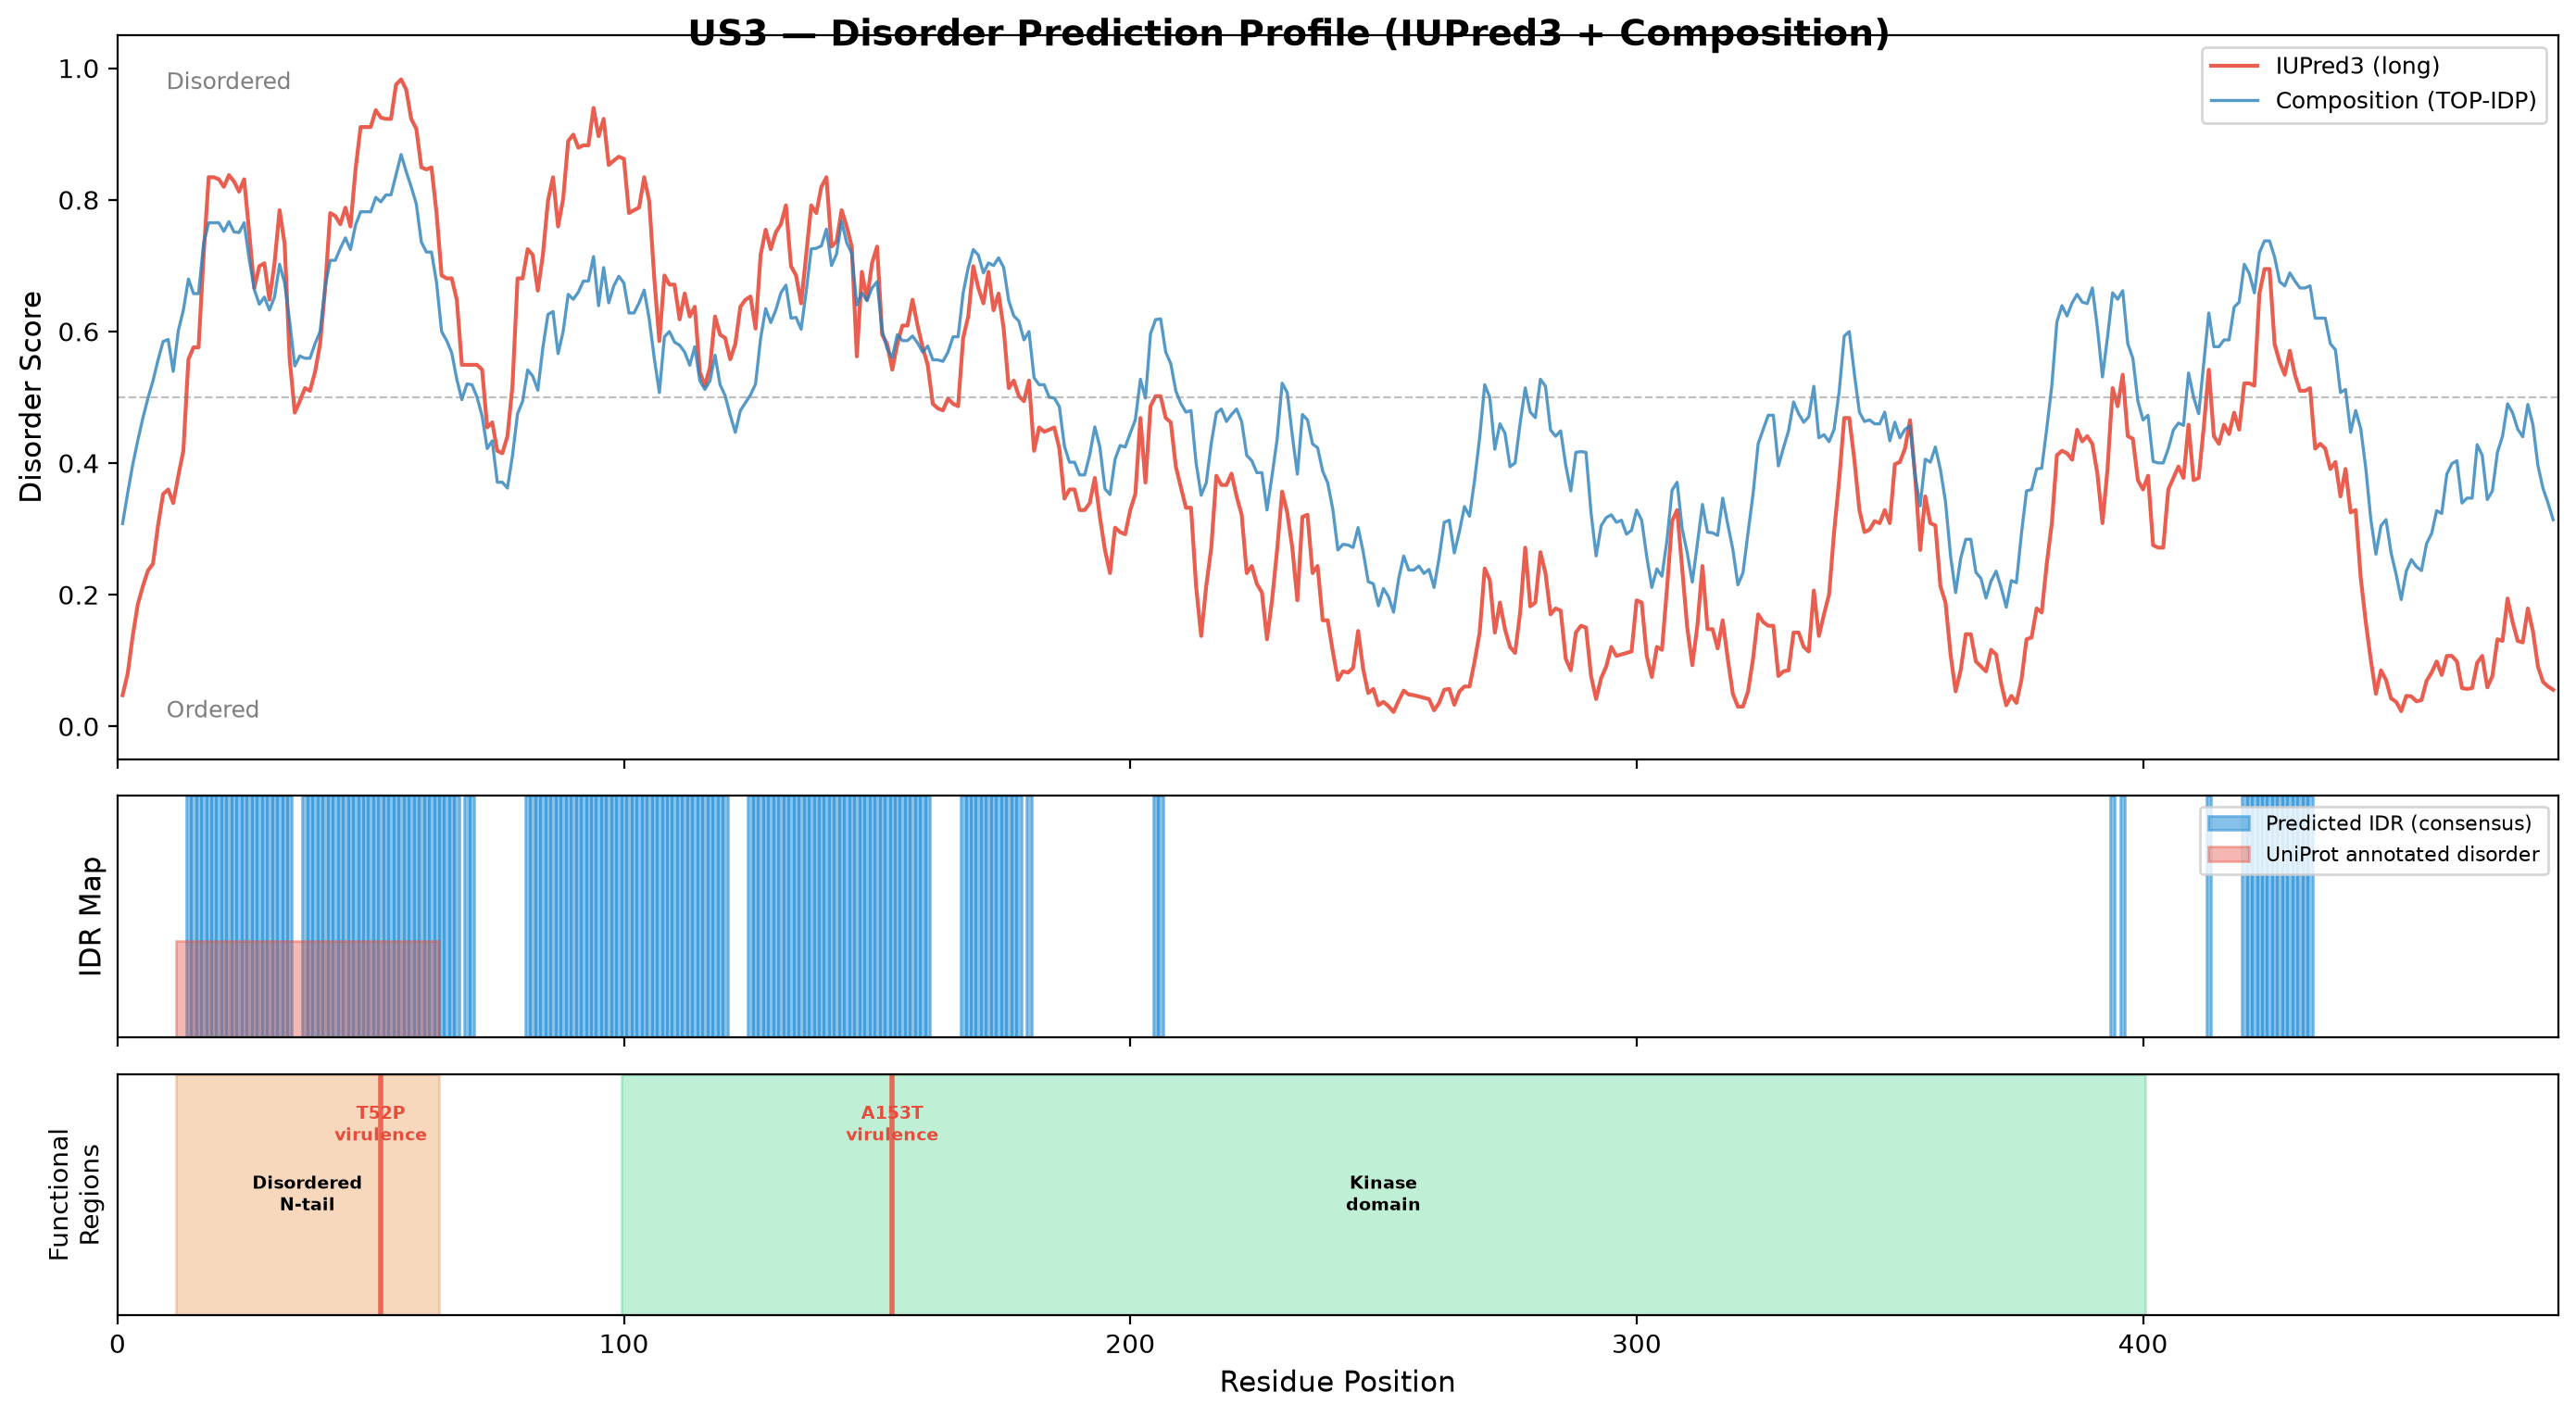 US3 — Disorder Prediction Profile (IUPred3 + Composition)
Disorder Score
1.0
0.8
0.6
0.4
0.2
0.0
Disordered
Ordered
IUPred3 (long)
Composition (TOP-IDP)
IDR Map
Predicted IDR (consensus)
UniProt annotated disorder
Functional
Regions
T52P
virulence
Disordered
N-tail
A153T
virulence
Kinase
domain
0
100
200
300
400
Residue Position